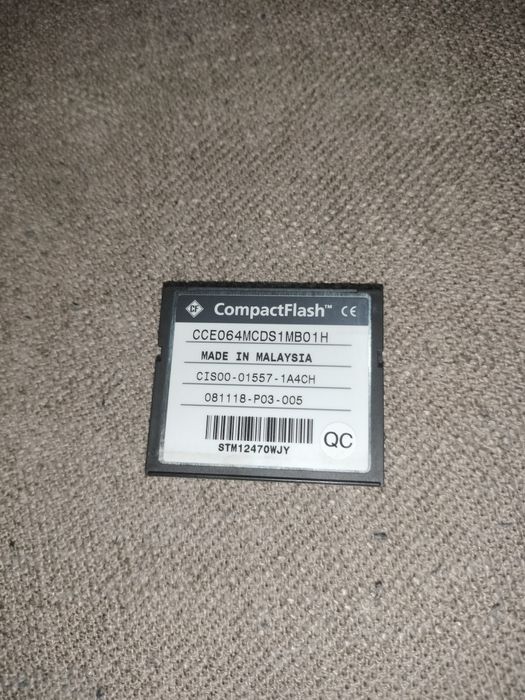 CF CompactFlash™ CE
CCE064MCDS1MB01H
MADE IN MALAYSIA
CIS00-01557-1A4CH
081118-P03-005
QC
STM12470WJY